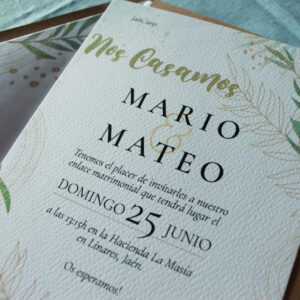 Nos Casamos
MARIO
&
MATEO
Tenemos el placer de invitarles a nuestro
enlace matrimonial que tendrá lugar el
DOMINGO 25 JUNIO
a las 13:15h en la Hacienda La Masía
en Linares, Jaén.
Os esperamos!